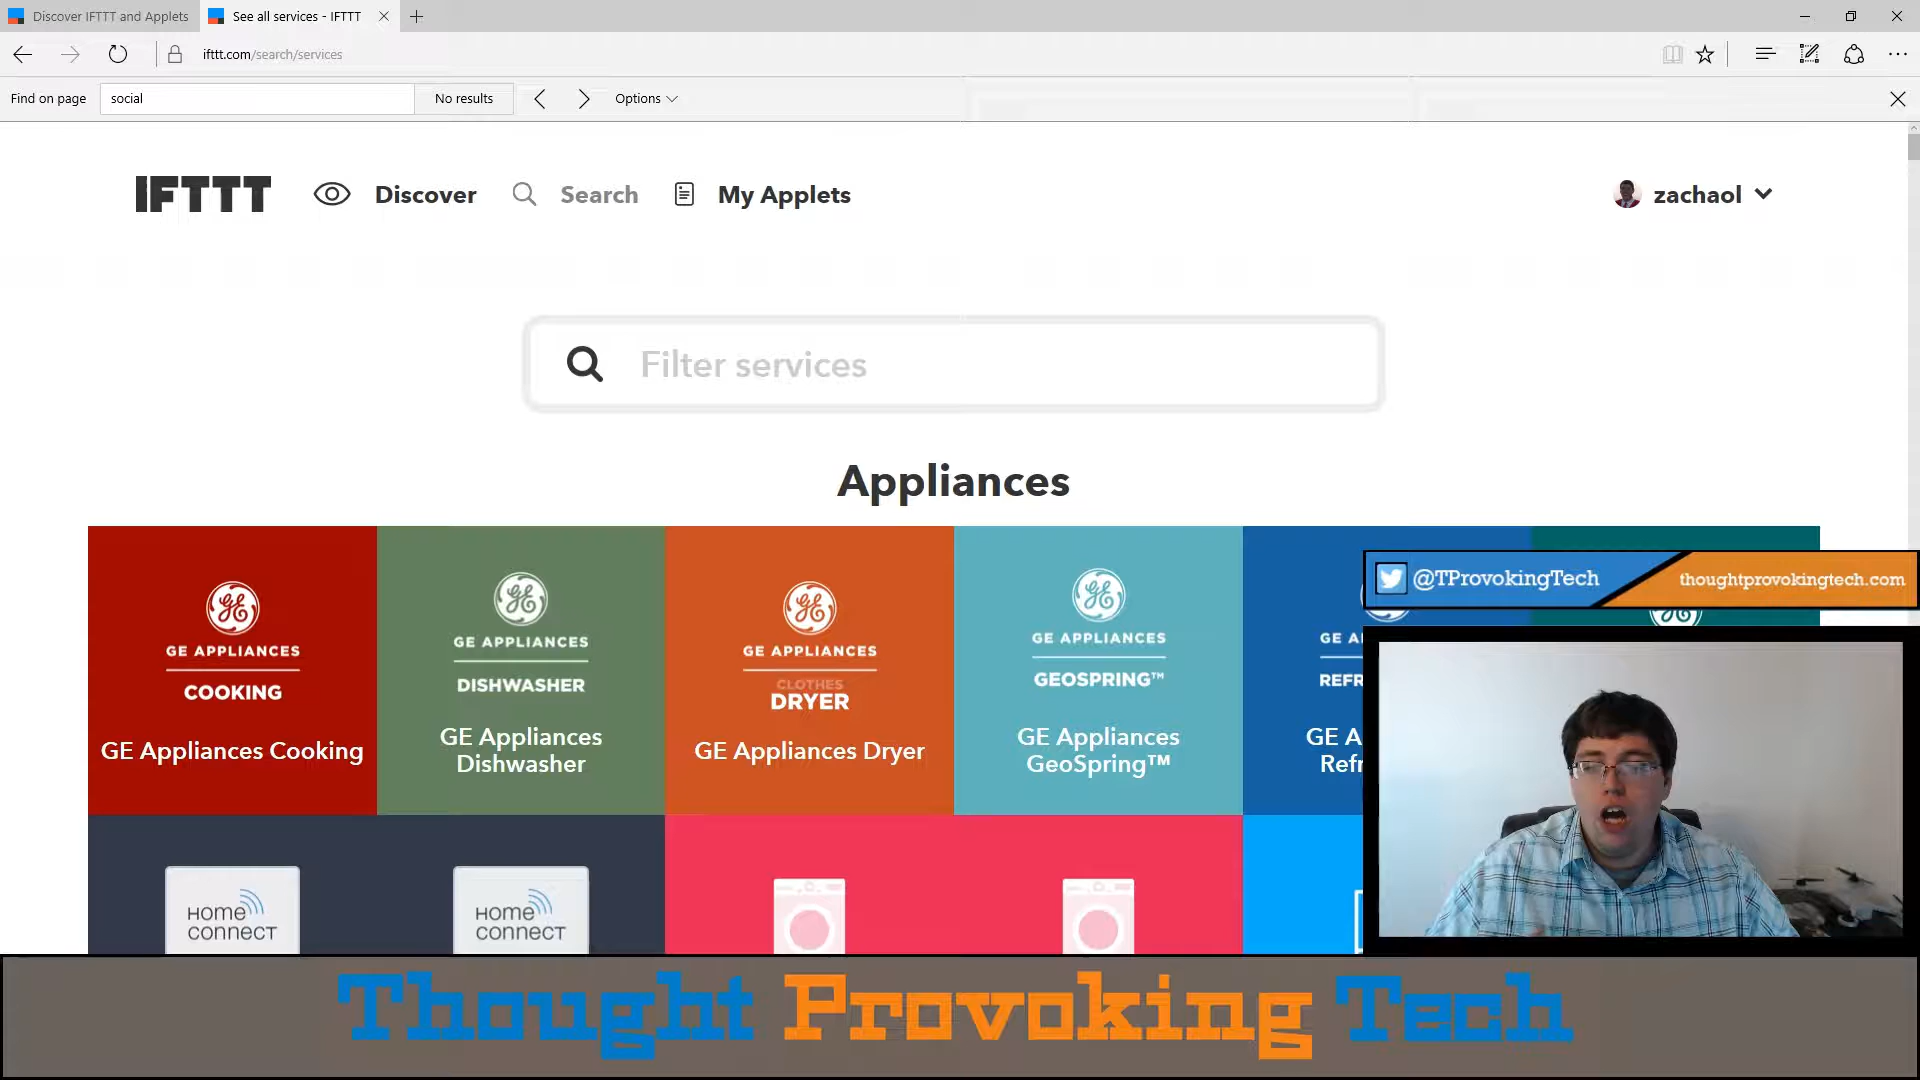 Discover IFTTT and Applets
See all services - IFTTT
ifttt.com/search/services
Find on page
social
No results
Options
IFTTT
Discover
Search
My Applets
zachaol
Filter services
Appliances
GE APPLIANCES
COOKING
GE Appliances Cooking
GE APPLIANCES
DISHWASHER
GE Appliances
Dishwasher
GE APPLIANCES
CLOTHES
DRYER
GE Appliances Dryer
GE APPLIANCES
GEOSPRING™
GE Appliances
GeoSpring™
@TProvokingTech
thoughtprovokingtech.com
HOME
CONNECT
HOME
CONNECT
Thought Provoking Tech